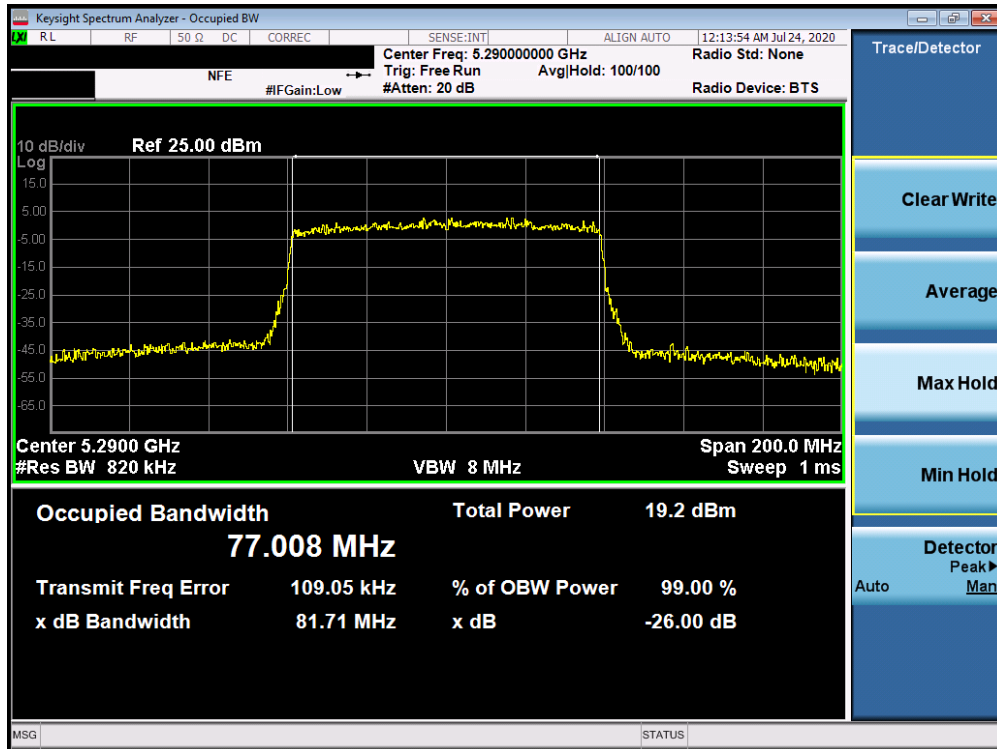 Keysight Spectrum Analyzer - Occupied BW
LXI RL RF 50 Ω DC CORREC SENSE:INT ALIGN AUTO 12:13:54 AM Jul 24, 2020
NFE #IFGain:Low
Center Freq: 5.290000000 GHz Radio Std: None
Trig: Free Run Avg|Hold: 100/100
#Atten: 20 dB Radio Device: BTS
10 dB/div Ref 25.00 dBm
Log
15.0
5.00
-5.00
-15.0
-25.0
-35.0
-45.0
-55.0
-65.0
Center 5.2900 GHz Span 200.0 MHz
#Res BW 820 kHz VBW 8 MHz Sweep 1 ms
Occupied Bandwidth Total Power 19.2 dBm
77.008 MHz
Transmit Freq Error 109.05 kHz % of OBW Power 99.00 %
x dB Bandwidth 81.71 MHz x dB -26.00 dB
MSG STATUS
Trace/Detector
Clear Write
Average
Max Hold
Min Hold
Detector
Peak▶
Auto Man